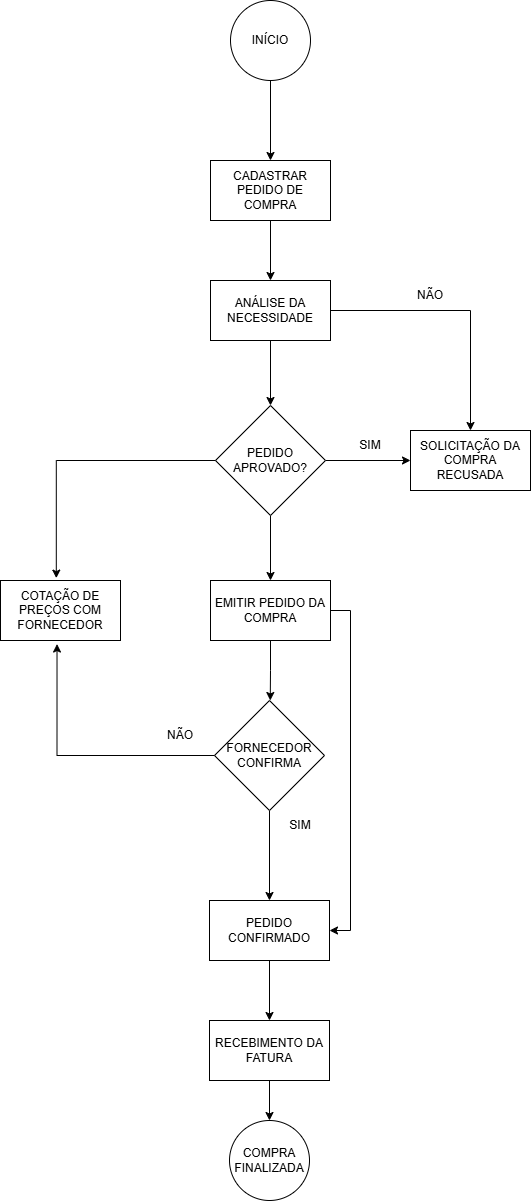 INÍCIO
CADASTRAR
PEDIDO DE
COMPRA
ANÁLISE DA
NECESSIDADE
NÃO
PEDIDO
APROVADO?
SIM
SOLICITAÇÃO DA
COMPRA
RECUSADA
COTAÇÃO DE
PREÇOS COM
FORNECEDOR
EMITIR PEDIDO DA
COMPRA
NÃO
FORNECEDOR
CONFIRMA
SIM
PEDIDO
CONFIRMADO
RECEBIMENTO DA
FATURA
COMPRA
FINALIZADA